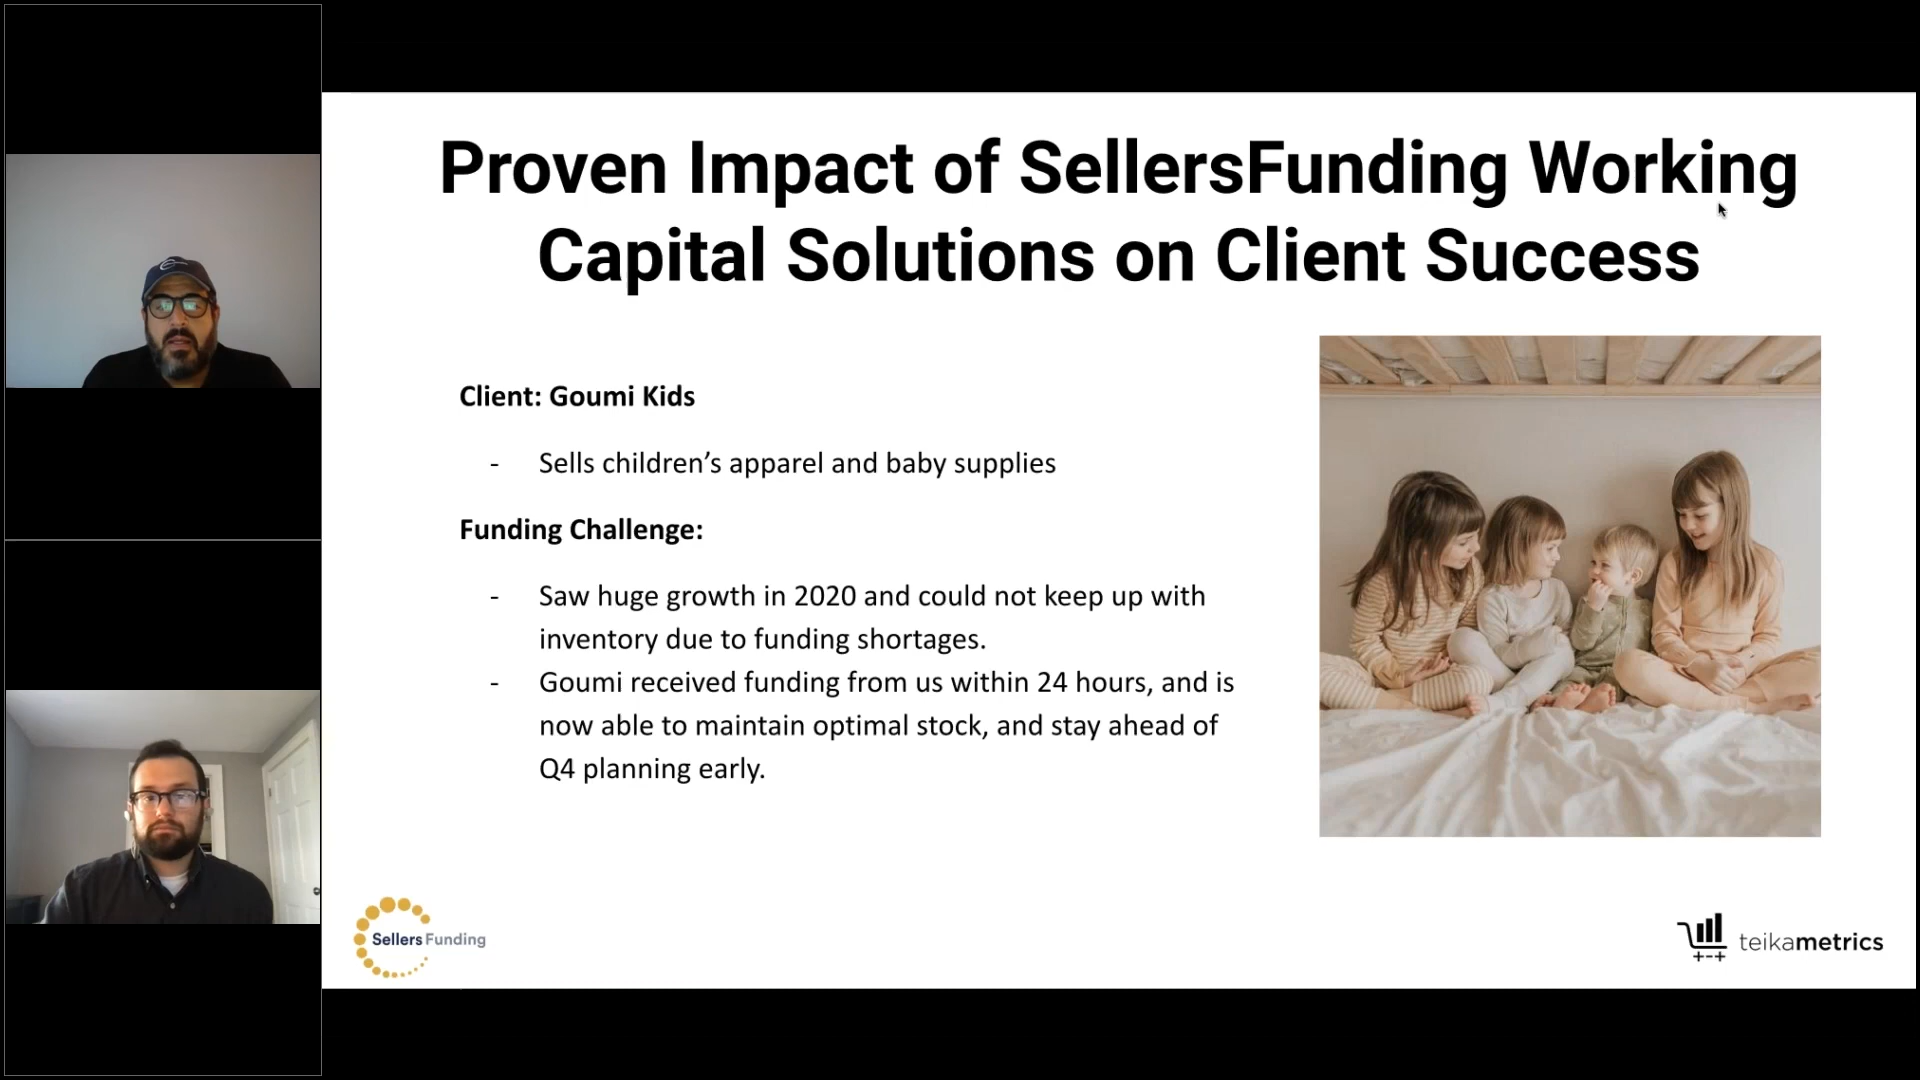 Proven Impact of SellersFunding Working
Capital Solutions on Client Success
Client: Goumi Kids
- Sells children’s apparel and baby supplies
Funding Challenge:
- Saw huge growth in 2020 and could not keep up with
inventory due to funding shortages.
- Goumi received funding from us within 24 hours, and is
now able to maintain optimal stock, and stay ahead of
Q4 planning early.
SellersFunding
teikametrics